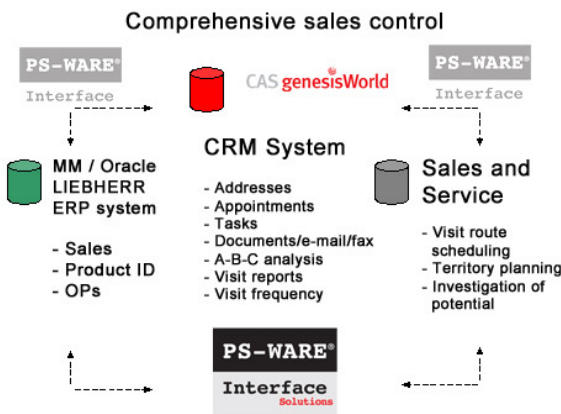 Comprehensive sales control
PS-WARE®
Interface
CAS genesisWorld
PS-WARE®
Interface
MM / Oracle
LIEBHERR
ERP system
- Sales
- Product ID
- OPs
CRM System
- Addresses
- Appointments
- Tasks
- Documents/e-mail/fax
- A-B-C analysis
- Visit reports
- Visit frequency
Sales and
Service
- Visit route
scheduling
- Territory planning
- Investigation of
potential
PS-WARE®
Interface
Solutions